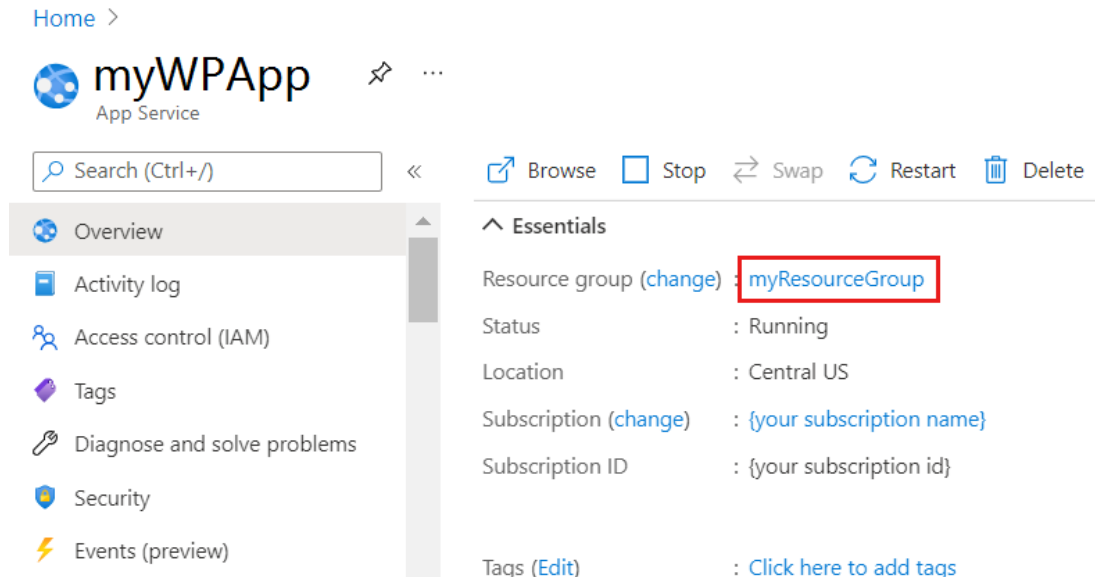 Home >
myWPApp ...
App Service
Search (Ctrl+/) «
Browse Stop Swap Restart Delete
Overview
Activity log
Access control (IAM)
Tags
Diagnose and solve problems
Security
Events (preview)
Essentials
Resource group (change) : myResourceGroup
Status : Running
Location : Central US
Subscription (change) : {your subscription name}
Subscription ID : {your subscription id}
Tags (Edit) : Click here to add tags